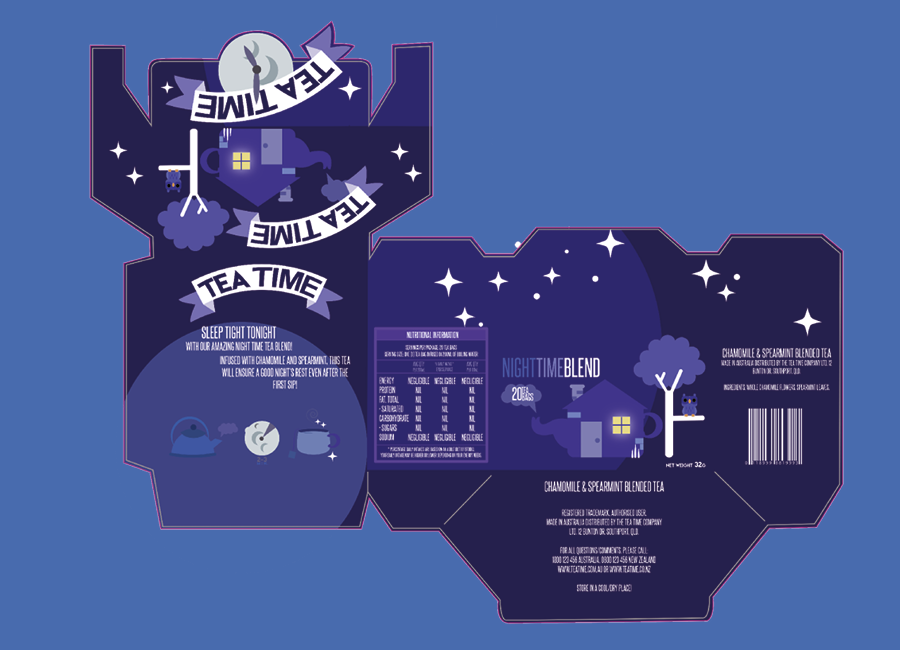 TEA TIME
TEA TIME
TEA TIME
SLEEP TIGHT TONIGHT
WITH OUR AMAZING NIGHT TIME TEA BLEND!
INFUSED WITH CHAMOMILE AND SPEARMINT, THIS TEA
WILL ENSURE A GOOD NIGHT'S REST EVEN AFTER THE
FIRST SIP!
NUTRITIONAL INFORMATION
SERVINGS PER PACKAGE: 20 TEA BAGS
ENERGY NEGLIGIBLE NEGLIGIBLE NEGLIGIBLE
PROTEIN NIL NIL NIL
FAT, TOTAL NIL NIL NIL
- SATURATED NIL NIL NIL
CARBOHYDRATE NIL NIL NIL
- SUGARS NIL NIL NIL
SODIUM NEGLIGIBLE NEGLIGIBLE NEGLIGIBLE
NIGHTTIMEBLEND
20 TEA
BAGS
NET WEIGHT 32G
CHAMOMILE & SPEARMINT BLENDED TEA
MADE IN AUSTRALIA DISTRIBUTED BY THE TEA TIME COMPANY LTD. 12
BUNTON DR, SOUTHPORT, QLD.
INGREDIENTS: WHOLE CHAMOMILE FLOWERS, SPEARMINT LEAVES.
CHAMOMILE & SPEARMINT BLENDED TEA
REGISTERED TRADEMARK, AUTHORISED USER.
MADE IN AUSTRALIA DISTRIBUTED BY THE TEA TIME COMPANY
LTD. 12 BUNTON DR, SOUTHPORT, QLD.
FOR ALL QUESTIONS/COMMENTS, PLEASE CALL:
1800 123 456 AUSTRALIA, 0800 123 456 NEW ZEALAND
WWW.TEATIME.COM.AU OR WWW.TEATIME.CO.NZ
STORE IN A COOL/DRY PLACE!